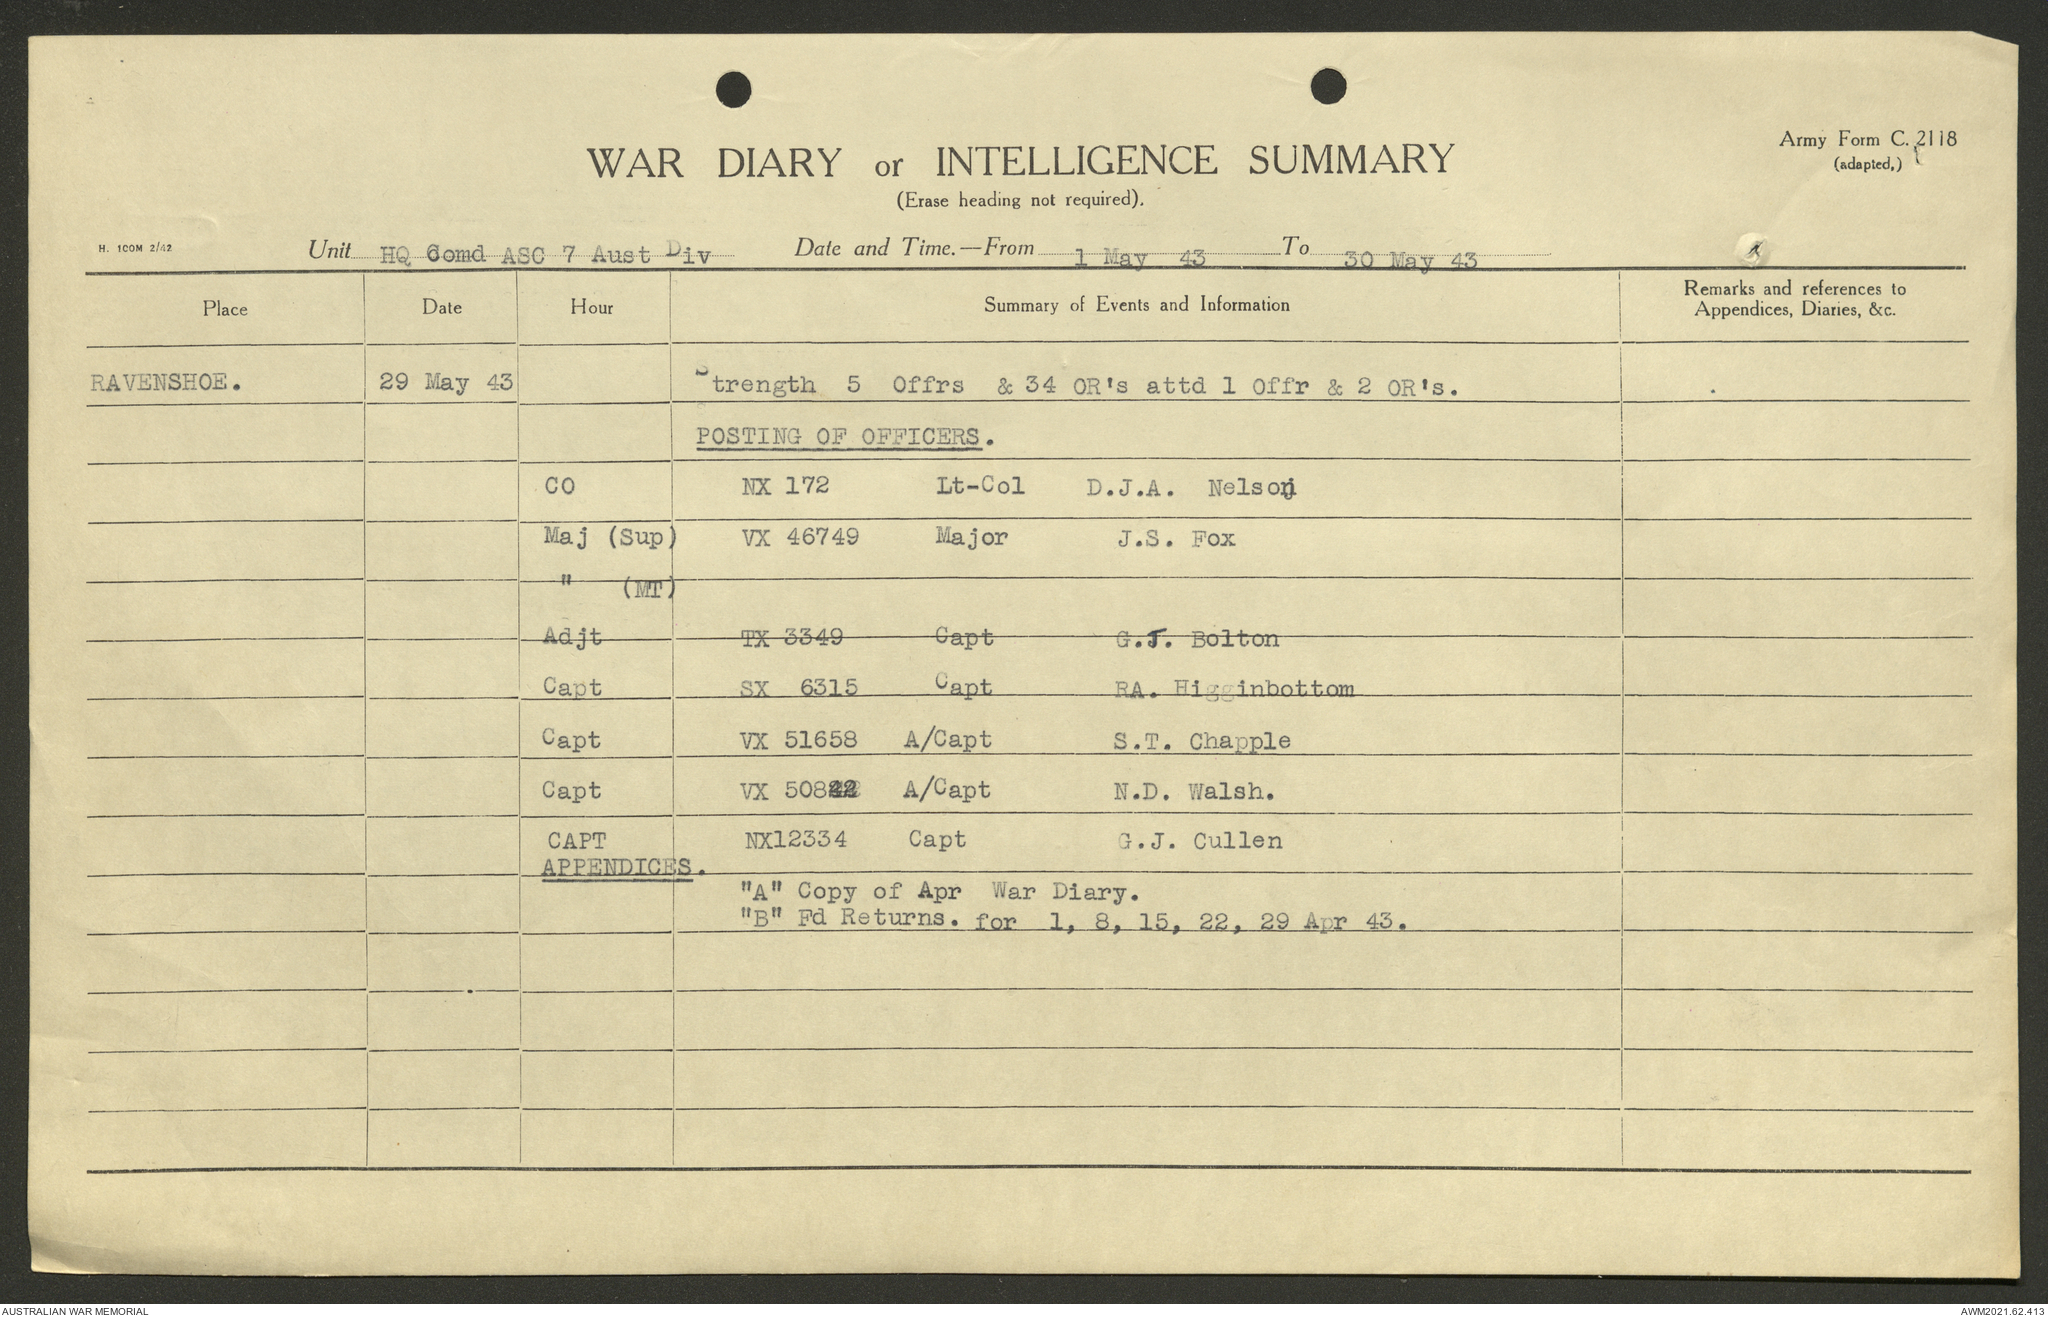 Army Form C. 2118
(adapted,)
WAR DIARY or INTELLIGENCE SUMMARY
(Erase heading not required).
H. 100M 2/42
Unit HQ Comd ASC 7 Aust Div Date and Time.—From 1 May 43 To 30 May 43
Place Date Hour Summary of Events and Information Remarks and references to
Appendices, Diaries, &c.
RAVENSHOE. 29 May 43 Strength 5 Offrs & 34 OR's attd 1 Offr & 2 OR's.
POSTING OF OFFICERS.
CO NX 172 Lt-Col D.J.A. Nelson
Maj (Sup) VX 46749 Major J.S. Fox
" (MT)
Adjt TX 3349 Capt G.J. Bolton
Capt SX 6315 Capt RA. Higginbottom
Capt VX 51658 A/Capt S.T. Chapple
Capt VX A/Capt N.D. Walsh.
CAPT NX12334 Capt G.J. Cullen
APPENDICES.
"A" Copy of Apr War Diary.
"B" Fd Returns. for 1, 8, 15, 22, 29 Apr 43.
AUSTRALIAN WAR MEMORIAL
AWM2021.62.413